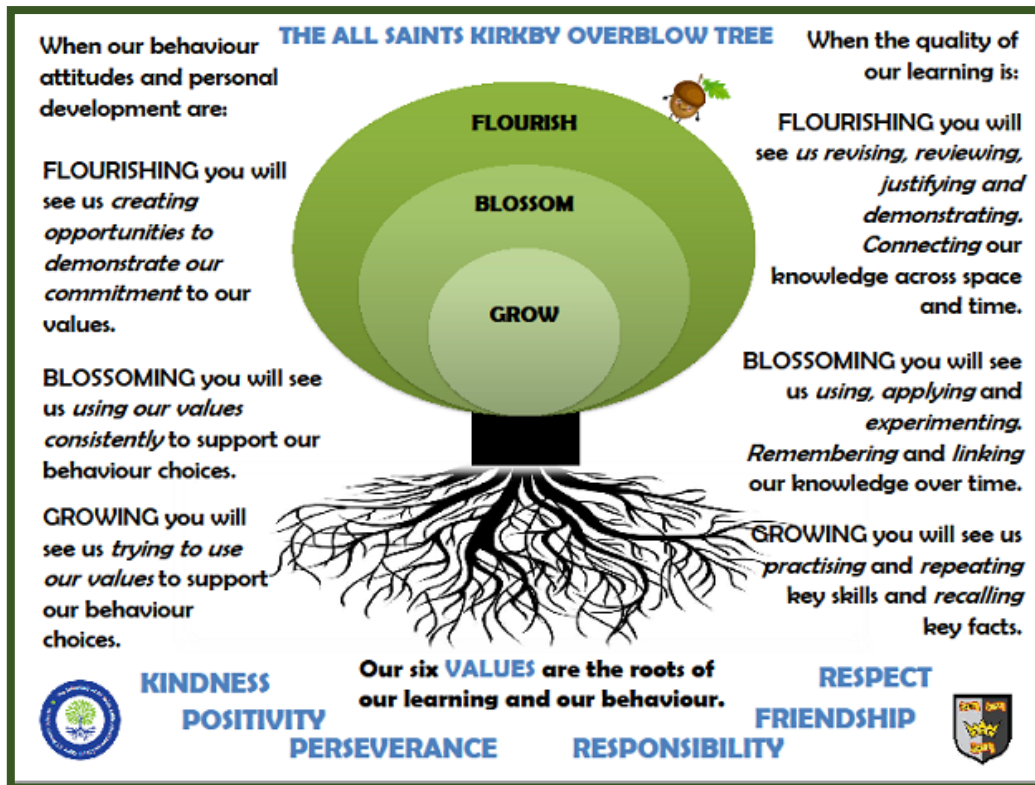 THE ALL SAINTS KIRKBY OVERBLOW TREE
When our behaviour
attitudes and personal
development are:
FLOURISHING you will
see us creating
opportunities to
demonstrate our
commitment to our
values.
BLOSSOMING you will see
us using our values
consistently to support our
behaviour choices.
GROWING you will
see us trying to use
our values to support
our behaviour
choices.
FLOURISH
BLOSSOM
GROW
When the quality of
our learning is:
FLOURISHING you will
see us revising, reviewing,
justifying and
demonstrating.
Connecting our
knowledge across space
and time.
BLOSSOMING you will see
us using, applying and
experimenting.
Remembering and linking
our knowledge over time.
GROWING you will see us
practising and repeating
key skills and recalling
key facts.
Our six VALUES are the roots of
our learning and our behaviour.
KINDNESS
POSITIVITY
PERSEVERANCE
RESPONSIBILITY
FRIENDSHIP
RESPECT